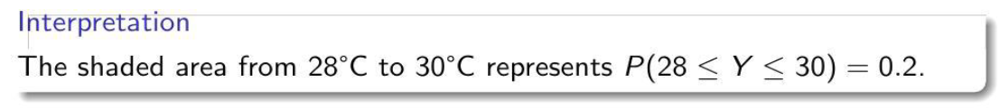 Interpretation
The shaded area from 28°C to 30°C represents P(28 ≤ Y ≤ 30) = 0.2.